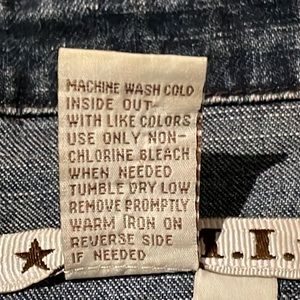 MACHINE WASH COLD
INSIDE OUT-
WITH LIKE COLORS
USE ONLY NON-
CHLORINE BLEACH
WHEN NEEDED
TUMBLE DRY LOW
REMOVE PROMPTLY
WARM IRON ON
REVERSE SIDE
IF NEEDED
.I.